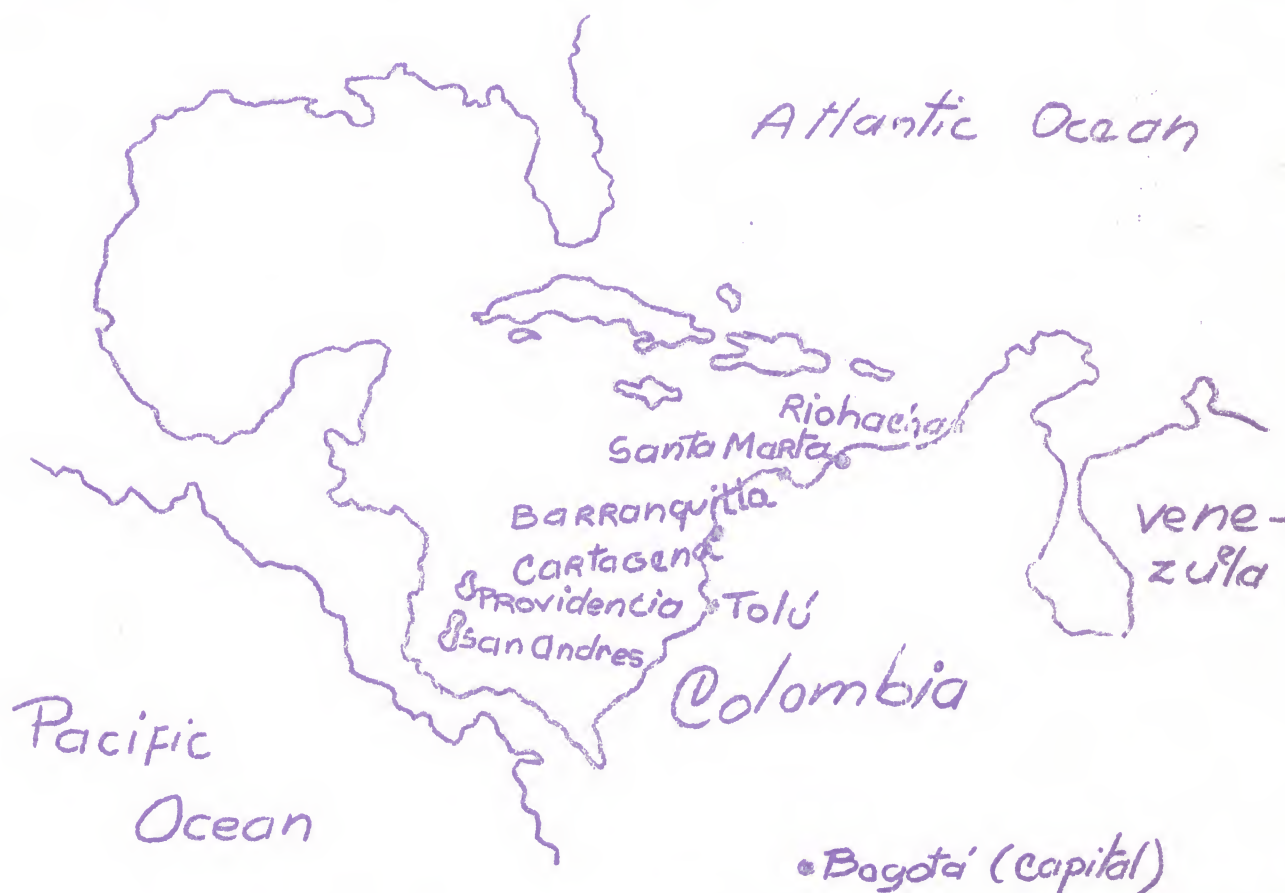 Atlantic Ocean
Riohacha
Santa Marta
Barranquilla
Cartagena
Providencia
Tolú
San Andres
Vene-
zuela
Colombia
Pacific
Ocean
Bogotá (capital)